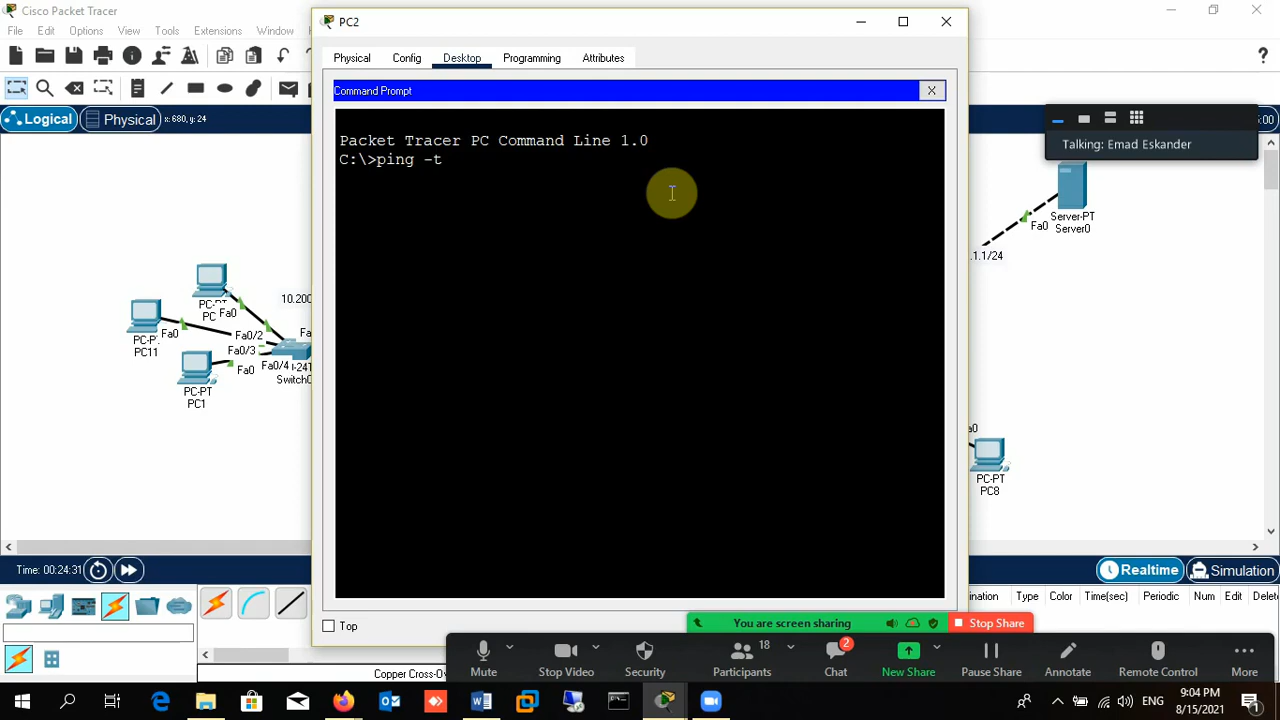 Cisco Packet Tracer
File Edit Options View Tools Extensions Window
Logical
Physical
x: 680, y: 24
PC2
Physical Config Desktop Programming Attributes
Command Prompt
X
Packet Tracer PC Command Line 1.0
C:\>ping -t
Top
Talking: Emad Eskander
Server-PT
Server0
Fa0
.1.1/24
10.200
PC
Fa0
PC11
Fa0
Fa0/2
Fa0/3
Fa0/4
Fa0
PC-PT
PC1
PC-PT
PC8
Time: 00:24:31
Realtime
Simulation
Type Color Time(sec) Periodic Num Edit
Copper Cross-Ov
You are screen sharing
Stop Share
18
2
Mute Stop Video Security Participants Chat New Share Pause Share Annotate Remote Control More
ENG
9:04 PM
8/15/2021